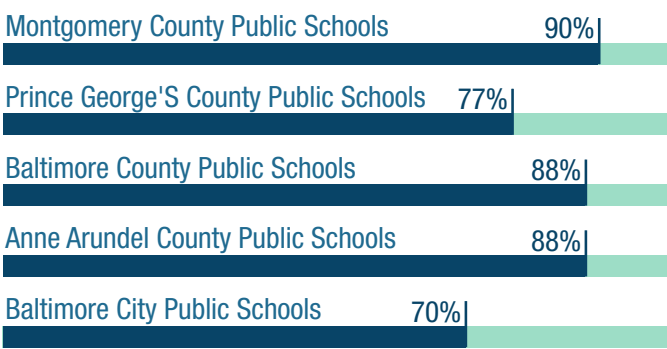 Montgomery County Public Schools 90%
Prince George'S County Public Schools 77%
Baltimore County Public Schools 88%
Anne Arundel County Public Schools 88%
Baltimore City Public Schools 70%